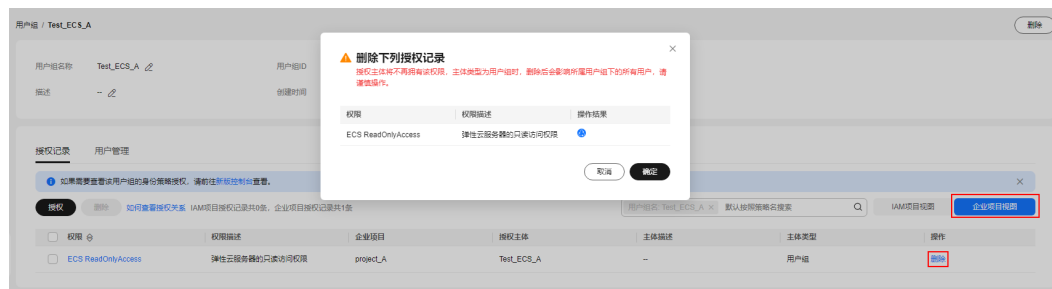 用户组 / Test_ECS_A
删除
用户组名称 Test_ECS_A
用户组ID
描述 --
创建时间
删除下列授权记录
授权主体将不再拥有该权限，主体类型为用户组时，删除后会影响所属用户组下的所有用户，请
谨慎操作。
权限 权限描述 操作结果
ECS ReadOnlyAccess 弹性云服务器的只读访问权限
取消 确定
授权记录 用户管理
如果需要查看该用户组的身份策略授权，请前往新版控制台查看。
授权 删除 如何查看授权关系 IAM项目授权记录共0条，企业项目授权记录共1条 用户组名: Test_ECS_A × 默认按照策略名搜索 IAM项目视图 企业项目视图
权限 权限描述 企业项目 授权主体 主体描述 主体类型 操作
ECS ReadOnlyAccess 弹性云服务器的只读访问权限 project_A Test_ECS_A -- 用户组 删除